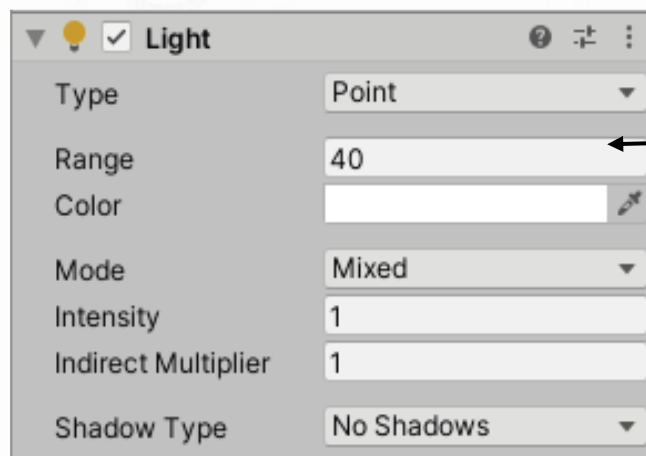 Light
Type Point
Range 40
Color
Mode Mixed
Intensity 1
Indirect Multiplier 1
Shadow Type No Shadows